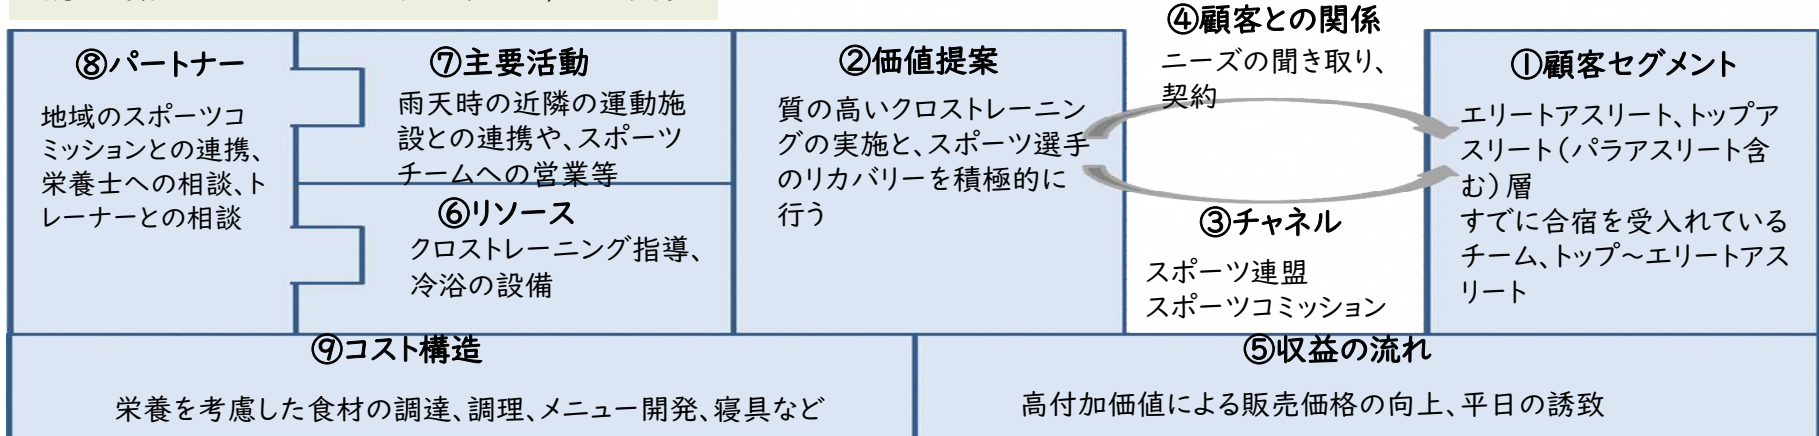 ④顧客との関係
ニーズの聞き取り、
契約
⑧パートナー
地域のスポーツコ
ミッションとの連携、
栄養士への相談、ト
レーナーとの相談
⑦主要活動
雨天時の近隣の運動施
設との連携や、スポーツ
チームへの営業等
⑥リソース
クロストレーニング指導、
冷浴の設備
②価値提案
質の高いクロストレーニン
グの実施と、スポーツ選手
のリカバリーを積極的に
行う
③チャネル
スポーツ連盟
スポーツコミッション
①顧客セグメント
エリートアスリート、トップア
スリート（パラアスリート含
む）層
すでに合宿を受入れている
チーム、トップ～エリートアス
リート
⑨コスト構造
栄養を考慮した食材の調達、調理、メニュー開発、寝具など
⑤収益の流れ
高付加価値による販売価格の向上、平日の誘致